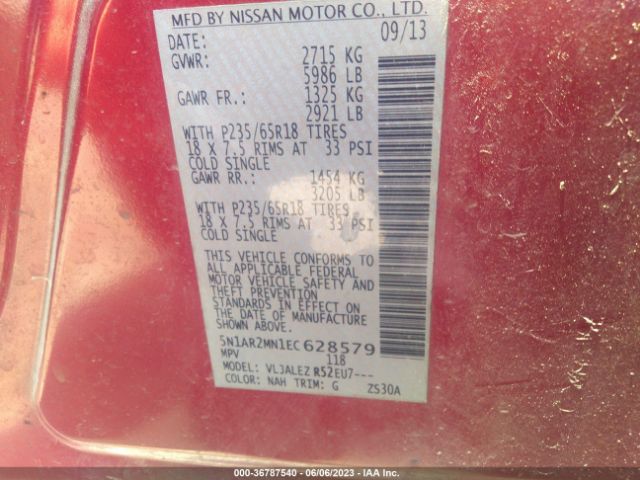 MFD BY NISSAN MOTOR CO., LTD.
DATE: 09/13
GVWR: 2715 KG
5986 LB
GAWR FR.: 1325 KG
2921 LB
WITH P235/65R18 TIRES
18 X 7.5 RIMS AT 33 PSI
COLD SINGLE
GAWR RR.: 1454 KG
3205 LB
WITH P235/65R18 TIRES
18 X 7.5 RIMS AT 33 PSI
COLD SINGLE
THIS VEHICLE CONFORMS TO
ALL APPLICABLE FEDERAL
MOTOR VEHICLE SAFETY AND
THEFT PREVENTION
STANDARDS IN EFFECT ON
THE DATE OF MANUFACTURE
SHOWN ABOVE.
5N1AR2MN1EC628579
MPV 118
MODEL: VLJALEZ R52EU7---
COLOR: NAH TRIM: G ZS30A
000-36787540 - 06/06/2023 - IAA Inc.